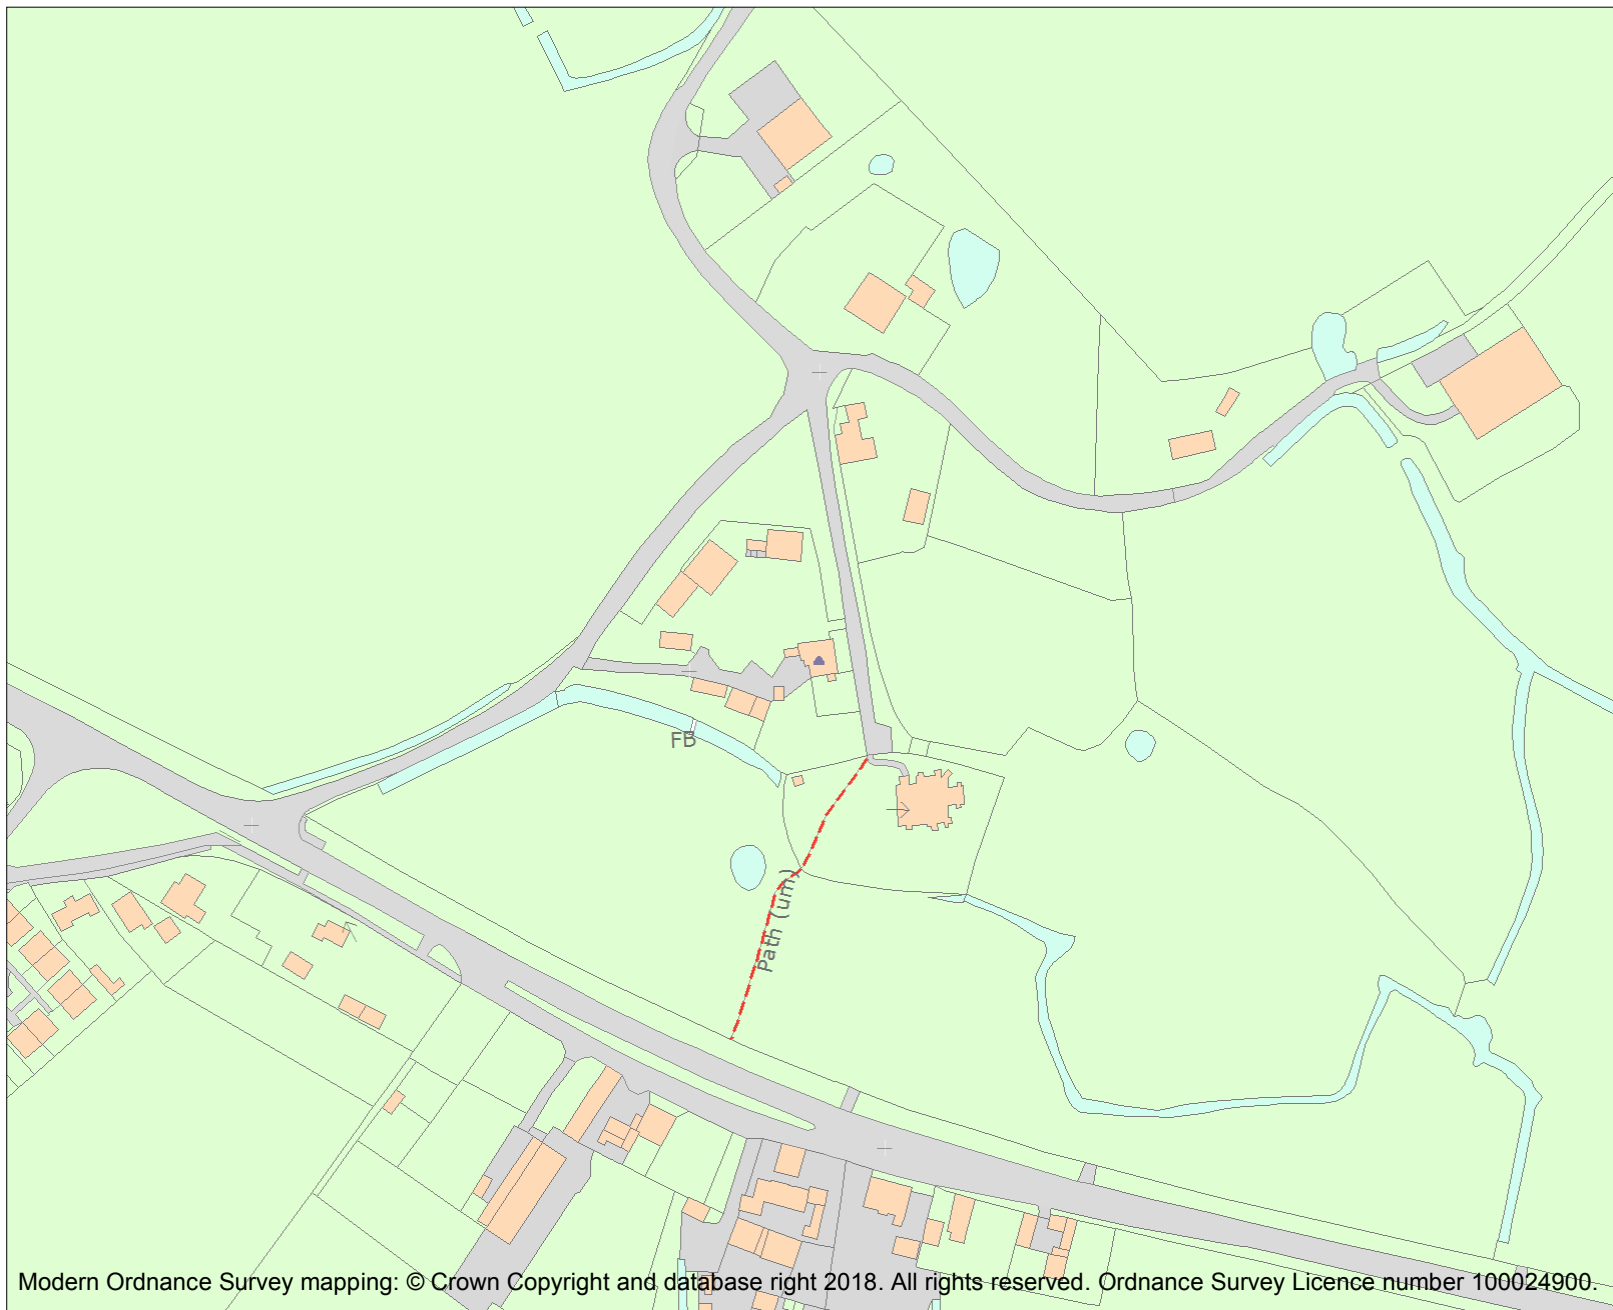 FB
Path (um)
Modern Ordnance Survey mapping: © Crown Copyright and database right 2018. All rights reserved. Ordnance Survey Licence number 100024900.